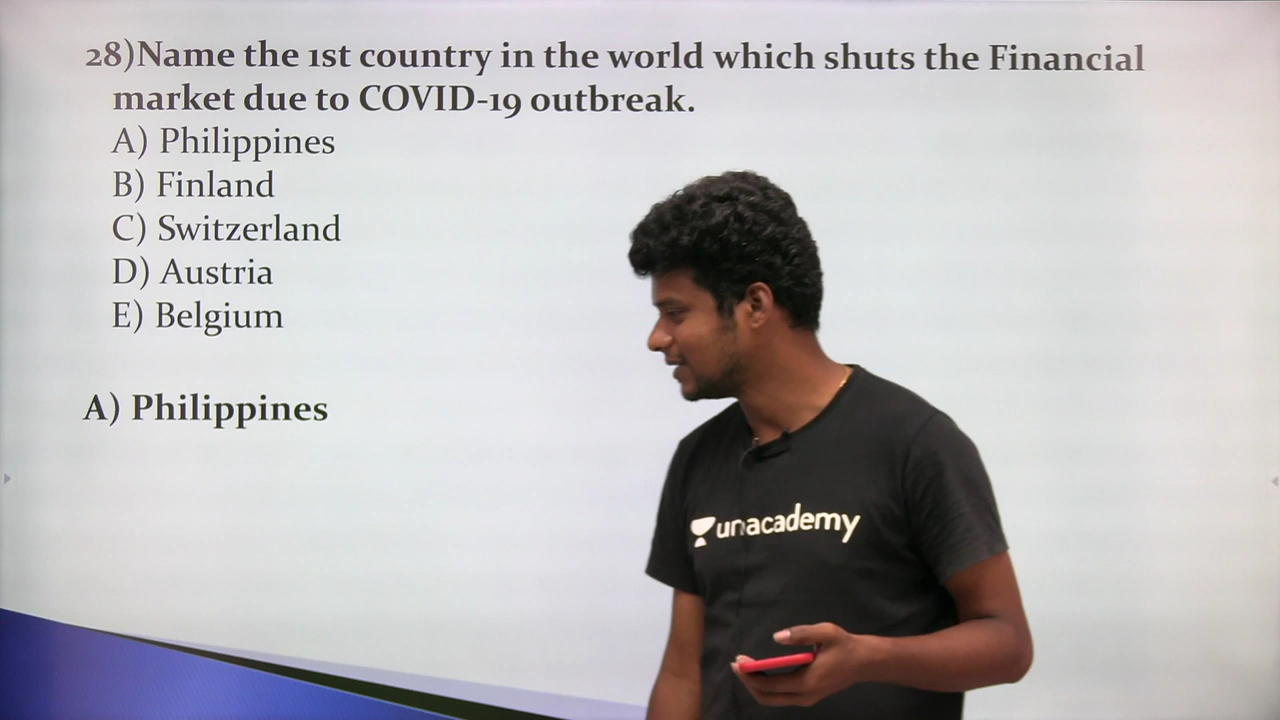 28)Name the 1st country in the world which shuts the Financial
market due to COVID-19 outbreak.
A) Philippines
B) Finland
C) Switzerland
D) Austria
E) Belgium
A) Philippines
unacademy